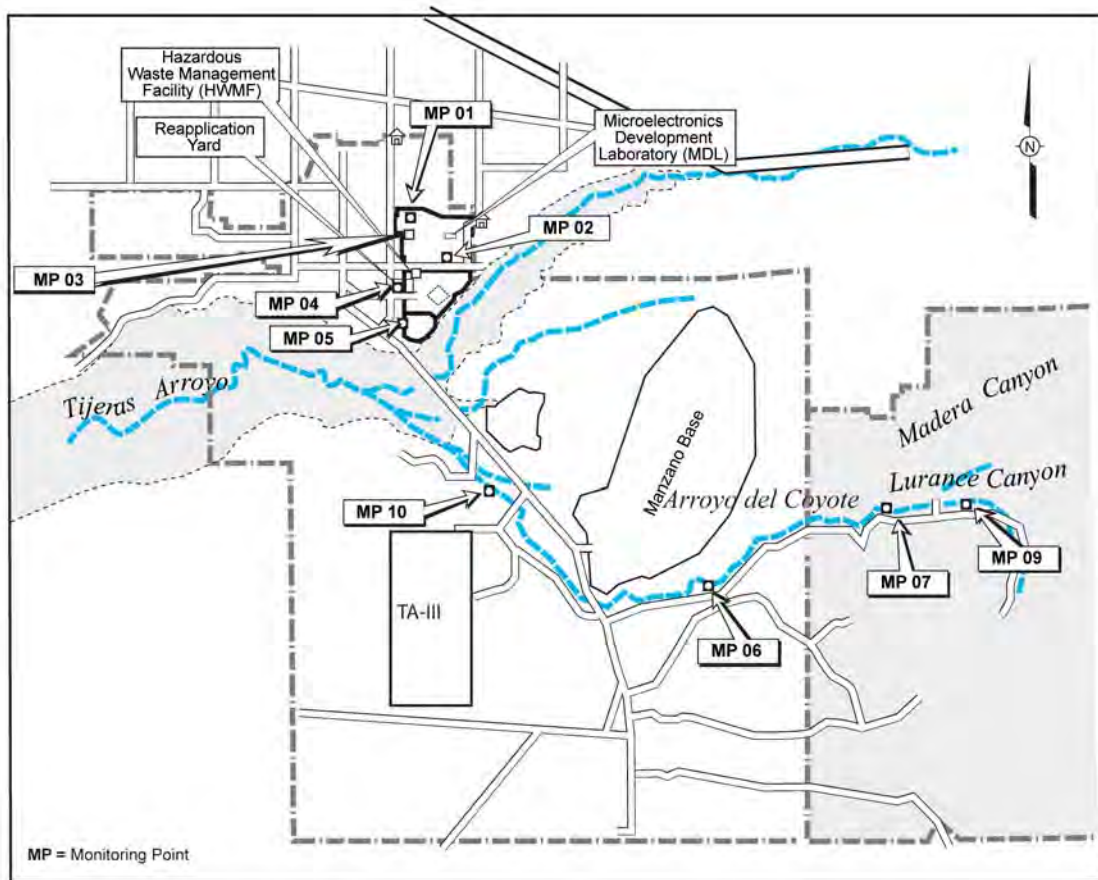 Hazardous
Waste Management
Facility (HWMF)
MP 01
Reapplication
Yard
Microelectronics
Development
Laboratory (MDL)
N
MP 02
MP 03
MP 04
MP 05
Tijeras Arroyo
Manzano Base
Madera Canyon
Lurance Canyon
Arroyo del Coyote
MP 10
MP 09
MP 07
TA-III
MP 06
MP = Monitoring Point